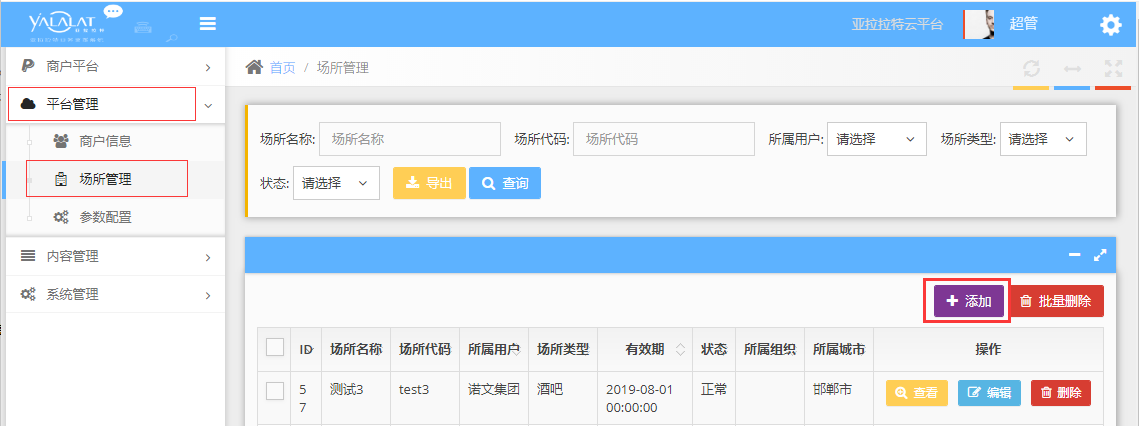 YALALAT
亚拉拉特云平台
超管
商户平台
平台管理
商户信息
场所管理
参数配置
内容管理
系统管理
首页 / 场所管理
场所名称: 场所名称 场所代码: 场所代码 所属用户: 请选择 场所类型: 请选择
状态: 请选择 导出 查询
添加 批量删除
ID 场所名称 场所代码 所属用户 场所类型 有效期 状态 所属组织 所属城市 操作
57 测试3 test3 诺文集团 酒吧 2019-08-01 正常 邯郸市 查看 编辑 删除
00:00:00